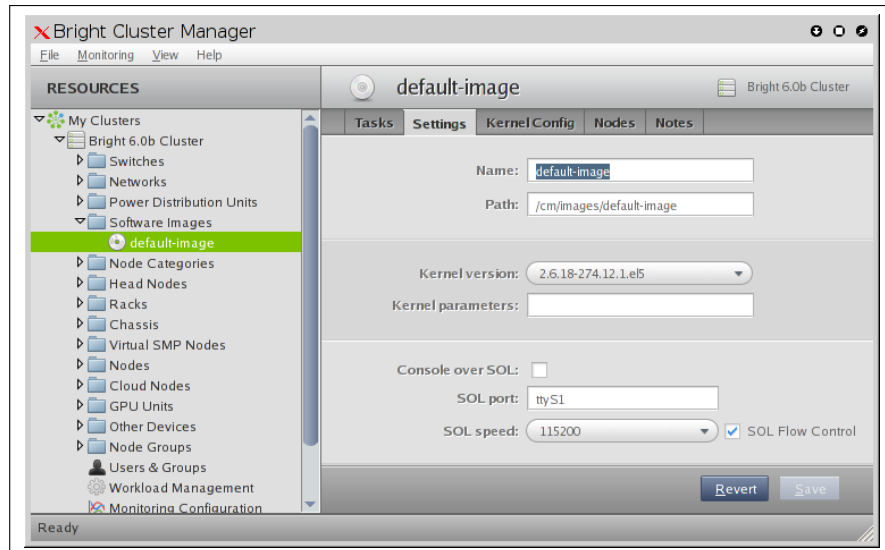 Bright Cluster Manager
File Monitoring View Help
RESOURCES
My Clusters
Bright 6.0b Cluster
Switches
Networks
Power Distribution Units
Software Images
default-image
Node Categories
Head Nodes
Racks
Chassis
Virtual SMP Nodes
Nodes
Cloud Nodes
GPU Units
Other Devices
Node Groups
Users & Groups
Workload Management
Monitoring Configuration
default-image
Bright 6.0b Cluster
Tasks Settings Kernel Config Nodes Notes
Name: default-image
Path: /cm/images/default-image
Kernel version: 2.6.18-274.12.1.el5
Kernel parameters:
Console over SOL:
SOL port: ttyS1
SOL speed: 115200 SOL Flow Control
Revert Save
Ready